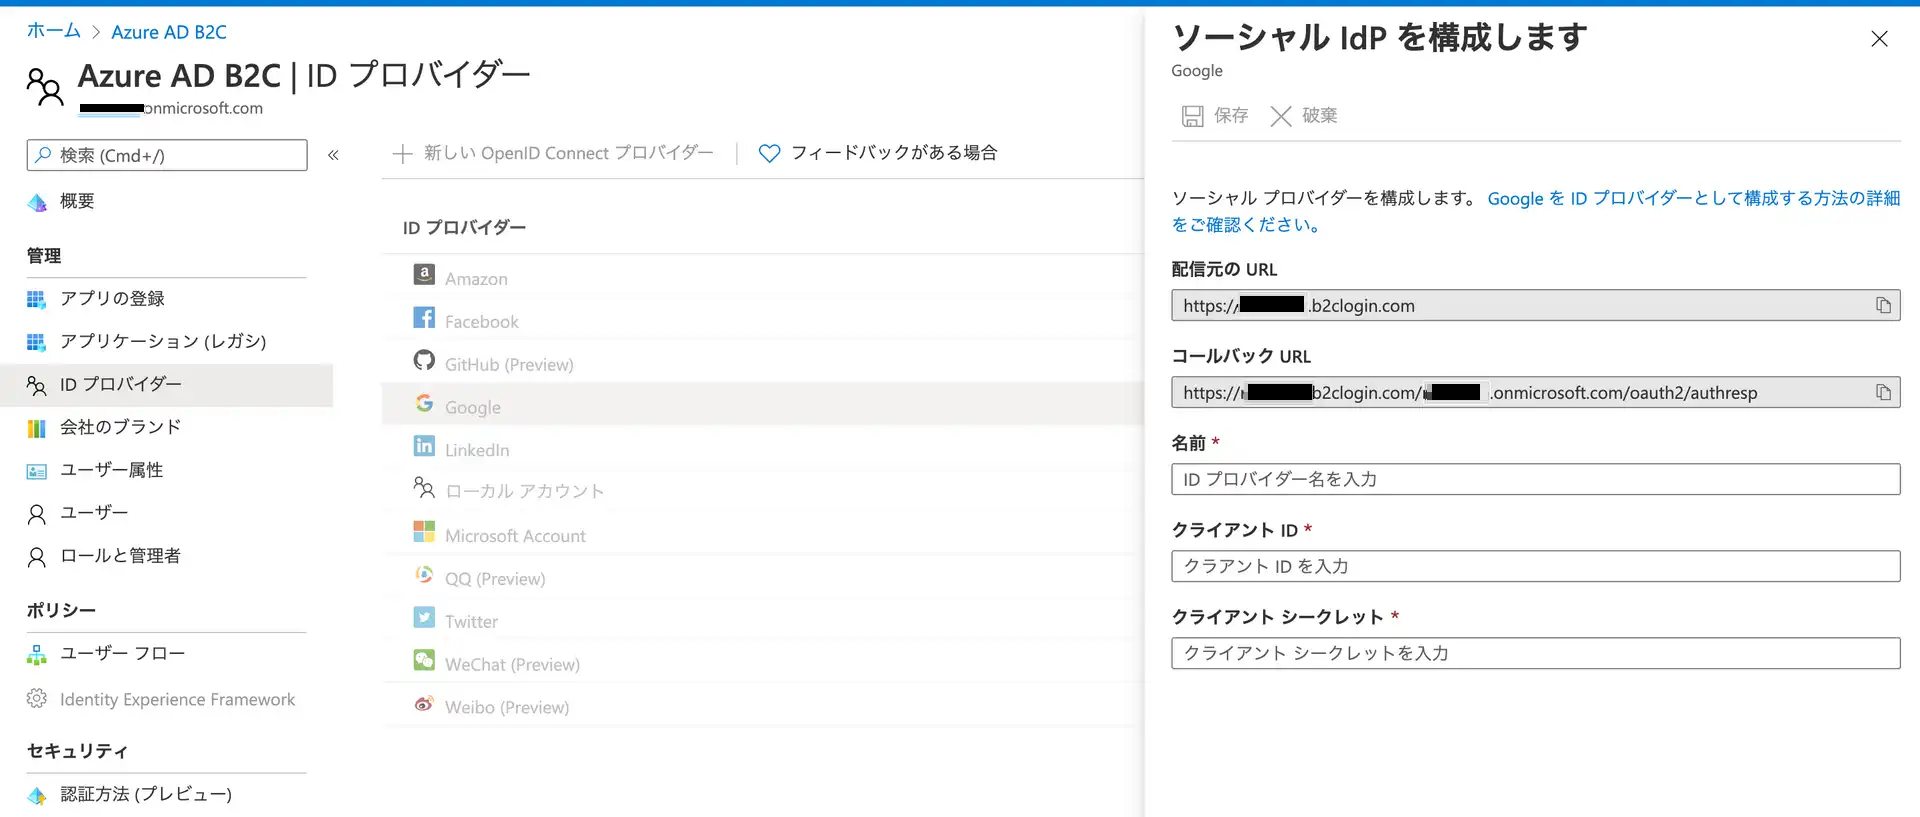 ホーム > Azure AD B2C
Azure AD B2C | ID プロバイダー
onmicrosoft.com
検索 (Cmd+/)
«
概要
管理
アプリの登録
アプリケーション (レガシ)
ID プロバイダー
会社のブランド
ユーザー属性
ユーザー
ロールと管理者
ポリシー
ユーザー フロー
Identity Experience Framework
セキュリティ
認証方法 (プレビュー)
新しい OpenID Connect プロバイダー
フィードバックがある場合
ID プロバイダー
Amazon
Facebook
GitHub (Preview)
Google
LinkedIn
ローカル アカウント
Microsoft Account
QQ (Preview)
Twitter
WeChat (Preview)
Weibo (Preview)
ソーシャル IdP を構成します
Google
保存
破棄
ソーシャル プロバイダーを構成します。 Google を ID プロバイダーとして構成する方法の詳細
をご確認ください。
配信元の URL
https:// .b2clogin.com
コールバック URL
https:// b2clogin.com/ .onmicrosoft.com/oauth2/authresp
名前 *
ID プロバイダー名を入力
クライアント ID *
クラアント ID を入力
クライアント シークレット *
クライアント シークレットを入力